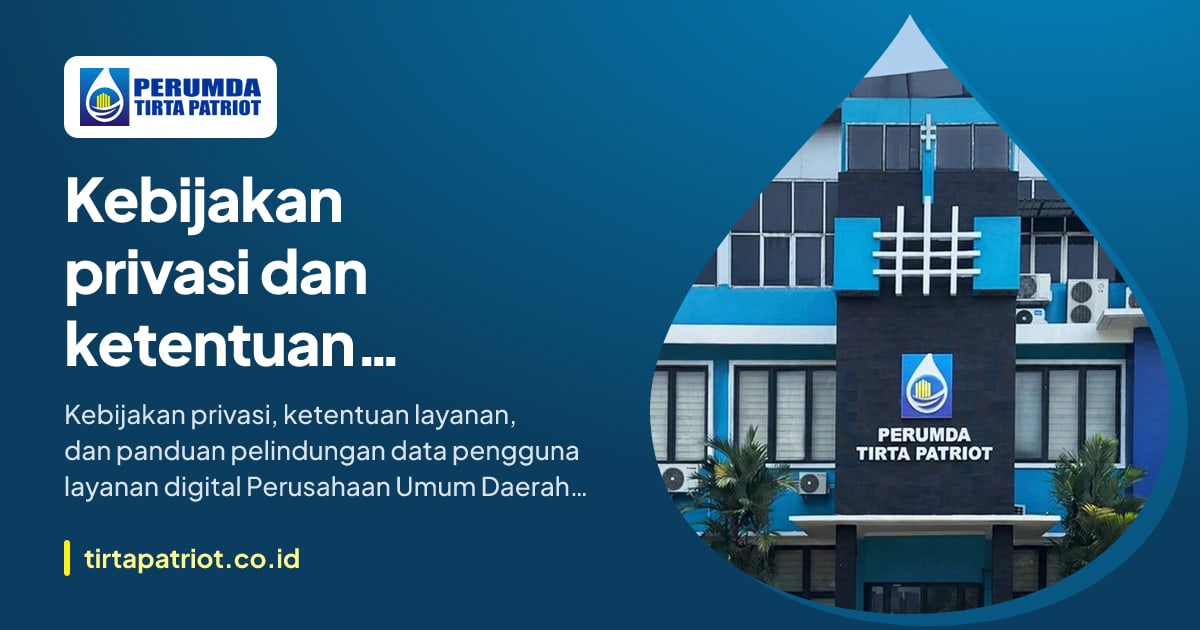 PERUMDA
TIRTA PATRIOT
Kebijakan
privasi dan
ketentuan...
Kebijakan privasi, ketentuan layanan,
dan panduan pelindungan data pengguna
layanan digital Perusahaan Umum Daerah...
tirtapatriot.co.id
PERUMDA
TIRTA PATRIOT